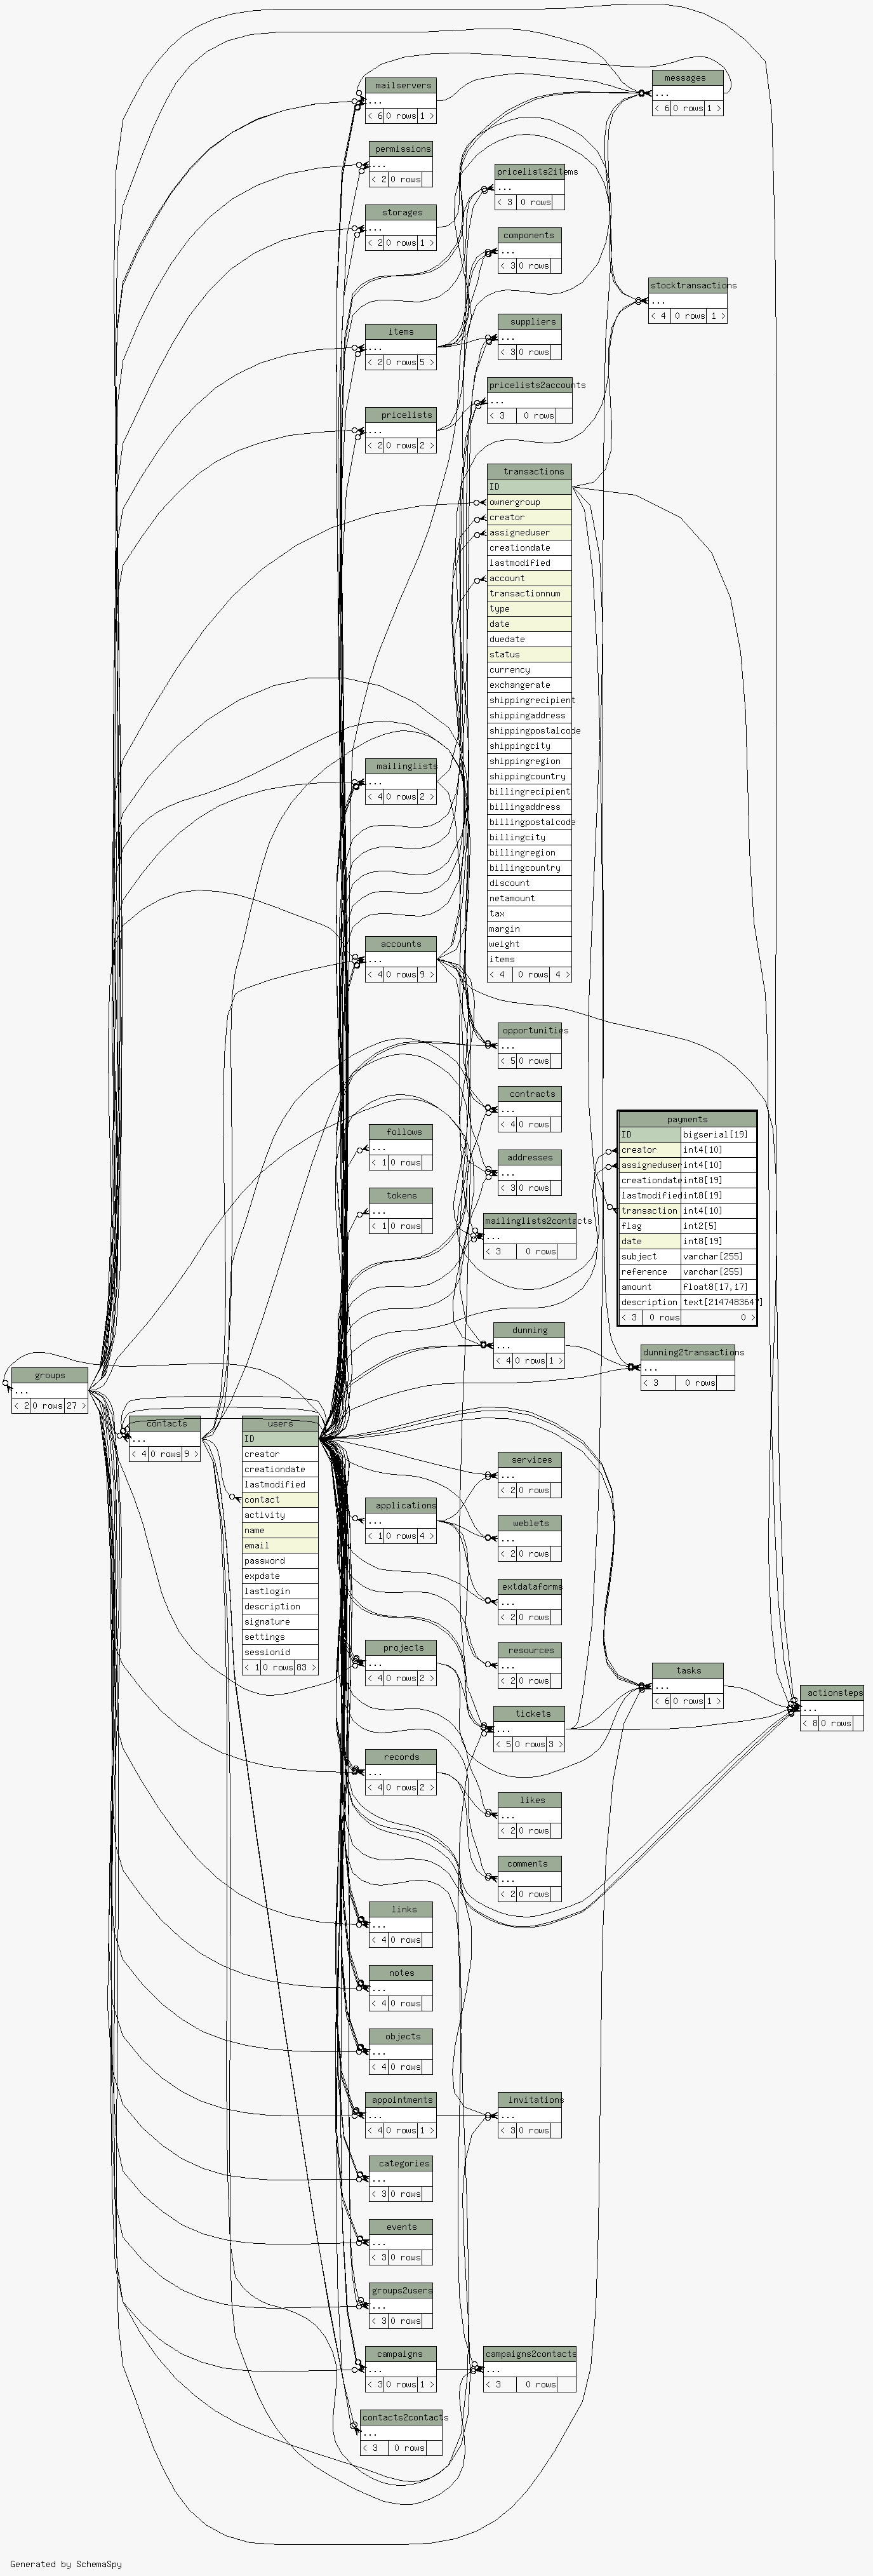 mailservers
...
< 6 0 rows 1 >
messages
...
< 6 0 rows 1 >
permissions
...
< 2 0 rows
pricelists2items
...
< 3 0 rows
storages
...
< 2 0 rows 1 >
components
...
< 3 0 rows
stocktransactions
...
< 4 0 rows 1 >
items
...
< 2 0 rows 5 >
suppliers
...
< 3 0 rows
pricelists2accounts
...
< 3 0 rows
pricelists
...
< 2 0 rows 2 >
transactions
ID
ownergroup
creator
assigneduser
creationdate
lastmodified
account
transactionnum
type
date
duedate
status
currency
exchangerate
shippingrecipient
shippingaddress
shippingpostalcode
shippingcity
shippingregion
shippingcountry
billingrecipient
billingaddress
billingpostalcode
billingcity
billingregion
billingcountry
discount
netamount
tax
margin
weight
items
< 4 0 rows 4 >
mailinglists
...
< 4 0 rows 2 >
accounts
...
< 4 0 rows 9 >
opportunities
...
< 5 0 rows
contracts
...
< 4 0 rows
payments
ID bigserial[19]
creator int4[10]
assigneduser int4[10]
creationdate int8[19]
lastmodified int8[19]
transaction int4[10]
flag int2[5]
date int8[19]
subject varchar[255]
reference varchar[255]
amount float8[17,17]
description text[2147483647]
< 3 0 rows 0 >
follows
...
< 1 0 rows
addresses
...
< 3 0 rows
tokens
...
< 1 0 rows
mailinglists2contacts
...
< 3 0 rows
dunning
...
< 4 0 rows 1 >
dunning2transactions
...
< 3 0 rows
groups
...
< 2 0 rows 27 >
contacts
...
< 4 0 rows 9 >
users
ID
creator
creationdate
lastmodified
contact
activity
name
email
password
expdate
lastlogin
description
signature
settings
sessionid
< 1 0 rows 83 >
services
...
< 2 0 rows
applications
...
< 1 0 rows 4 >
weblets
...
< 2 0 rows
extdataforms
...
< 2 0 rows
projects
...
< 4 0 rows 2 >
resources
...
< 2 0 rows
tasks
...
< 6 0 rows 1 >
actionsteps
...
< 8 0 rows
tickets
...
< 5 0 rows 3 >
records
...
< 4 0 rows 2 >
likes
...
< 2 0 rows
comments
...
< 2 0 rows
links
...
< 4 0 rows
notes
...
< 4 0 rows
objects
...
< 4 0 rows
appointments
...
< 4 0 rows 1 >
invitations
...
< 3 0 rows
categories
...
< 3 0 rows
events
...
< 3 0 rows
groups2users
...
< 3 0 rows
campaigns
...
< 3 0 rows 1 >
campaigns2contacts
...
< 3 0 rows
contacts2contacts
...
< 3 0 rows
Generated by SchemaSpy